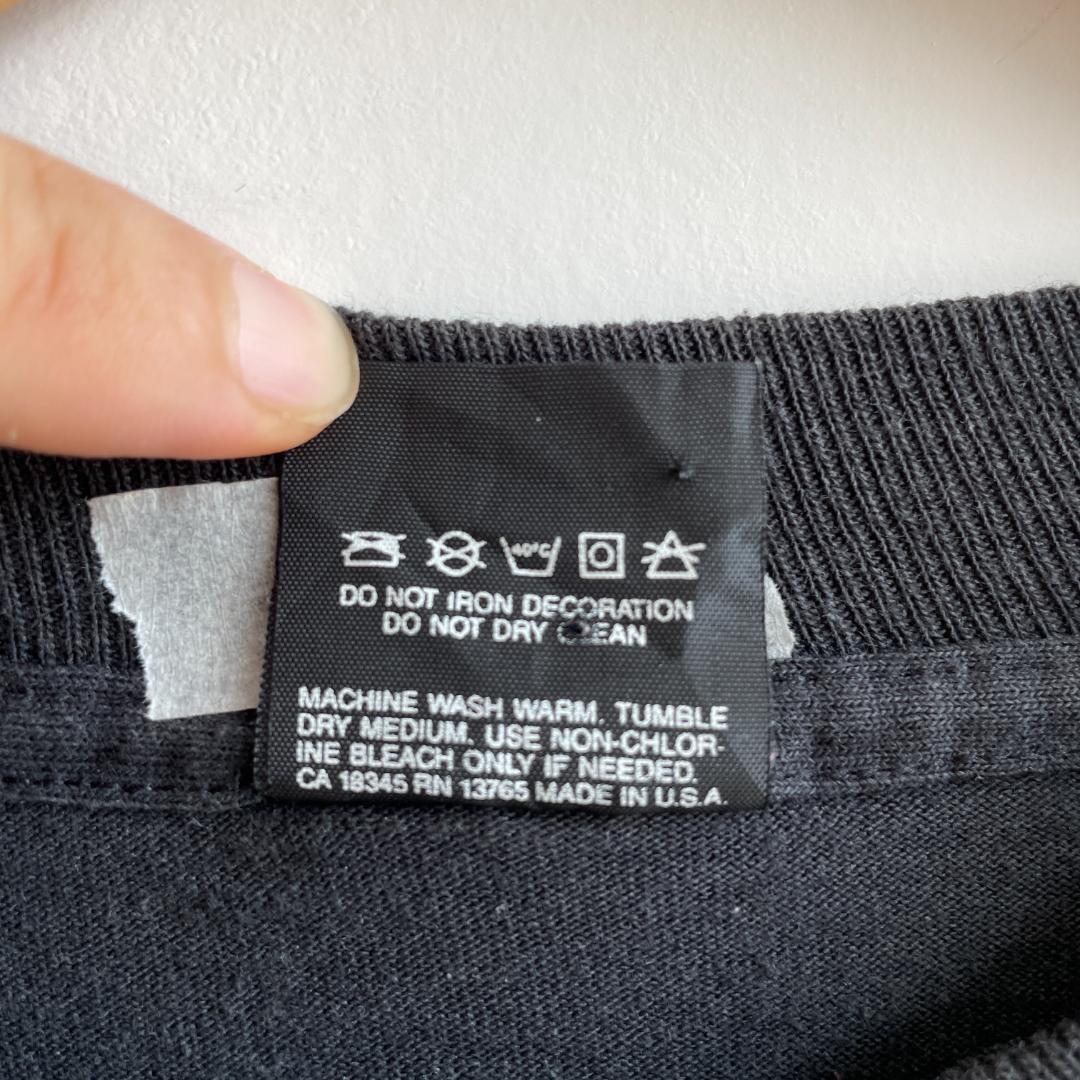 40°C
DO NOT IRON DECORATION
DO NOT DRY CLEAN
MACHINE WASH WARM. TUMBLE
DRY MEDIUM. USE NON-CHLOR-
INE BLEACH ONLY IF NEEDED.
CA 18345 RN 13765 MADE IN U.S.A.